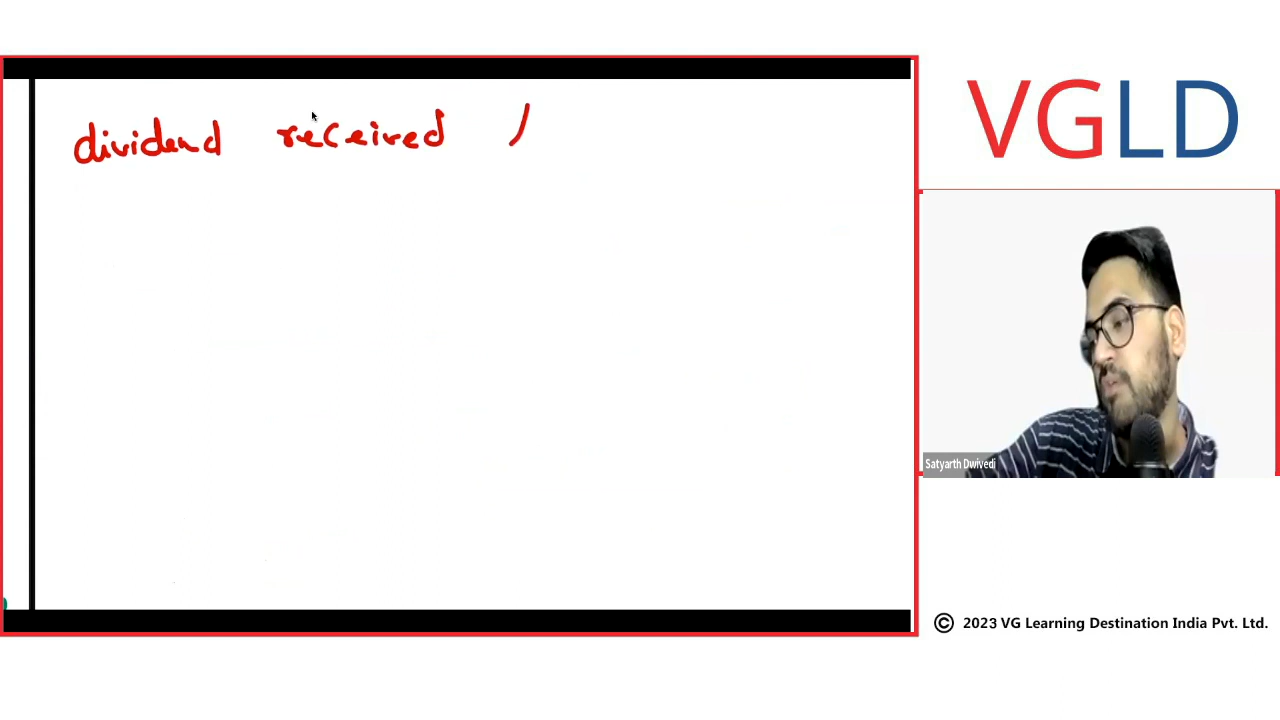 dividend received /
VGLD
Satyarth Dwivedi
© 2023 VG Learning Destination India Pvt. Ltd.